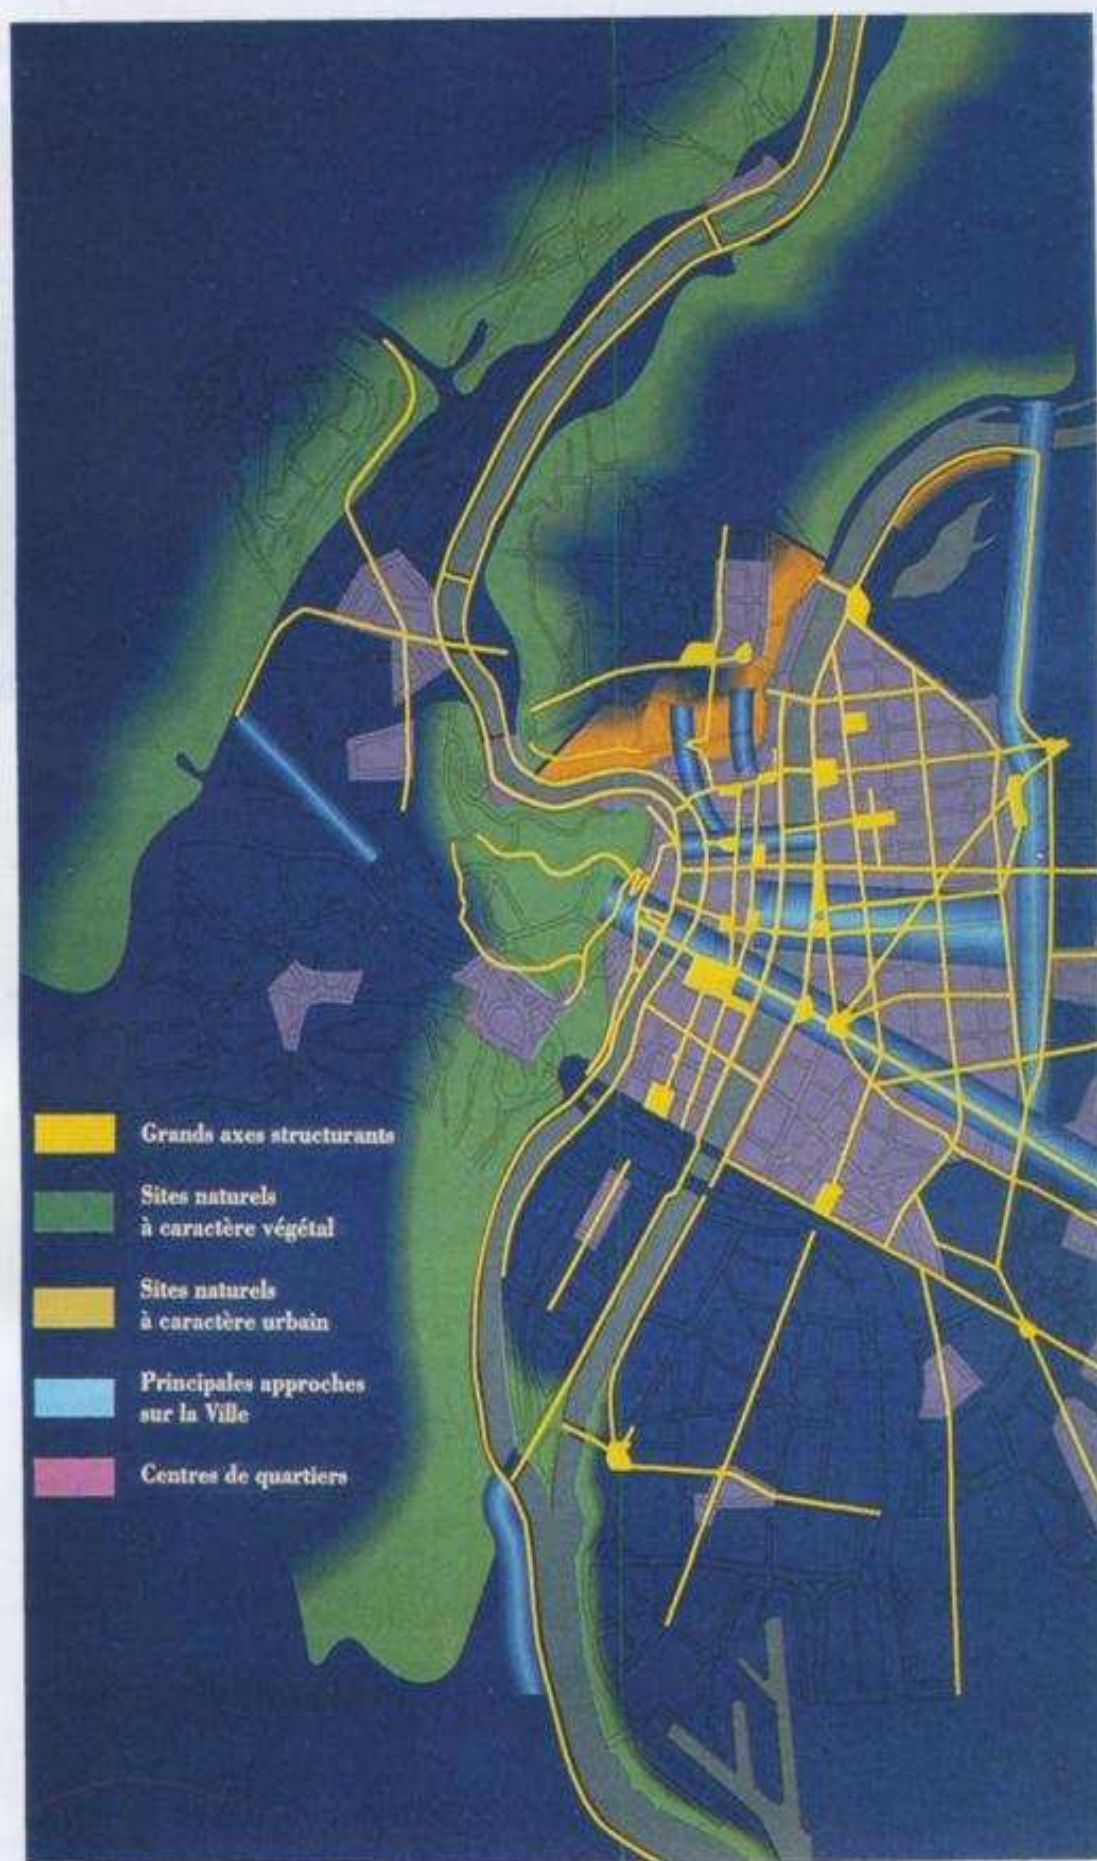 Grands axes structurants
Sites naturels
à caractère végétal
Sites naturels
à caractère urbain
Principales approches
sur la Ville
Centres de quartiers